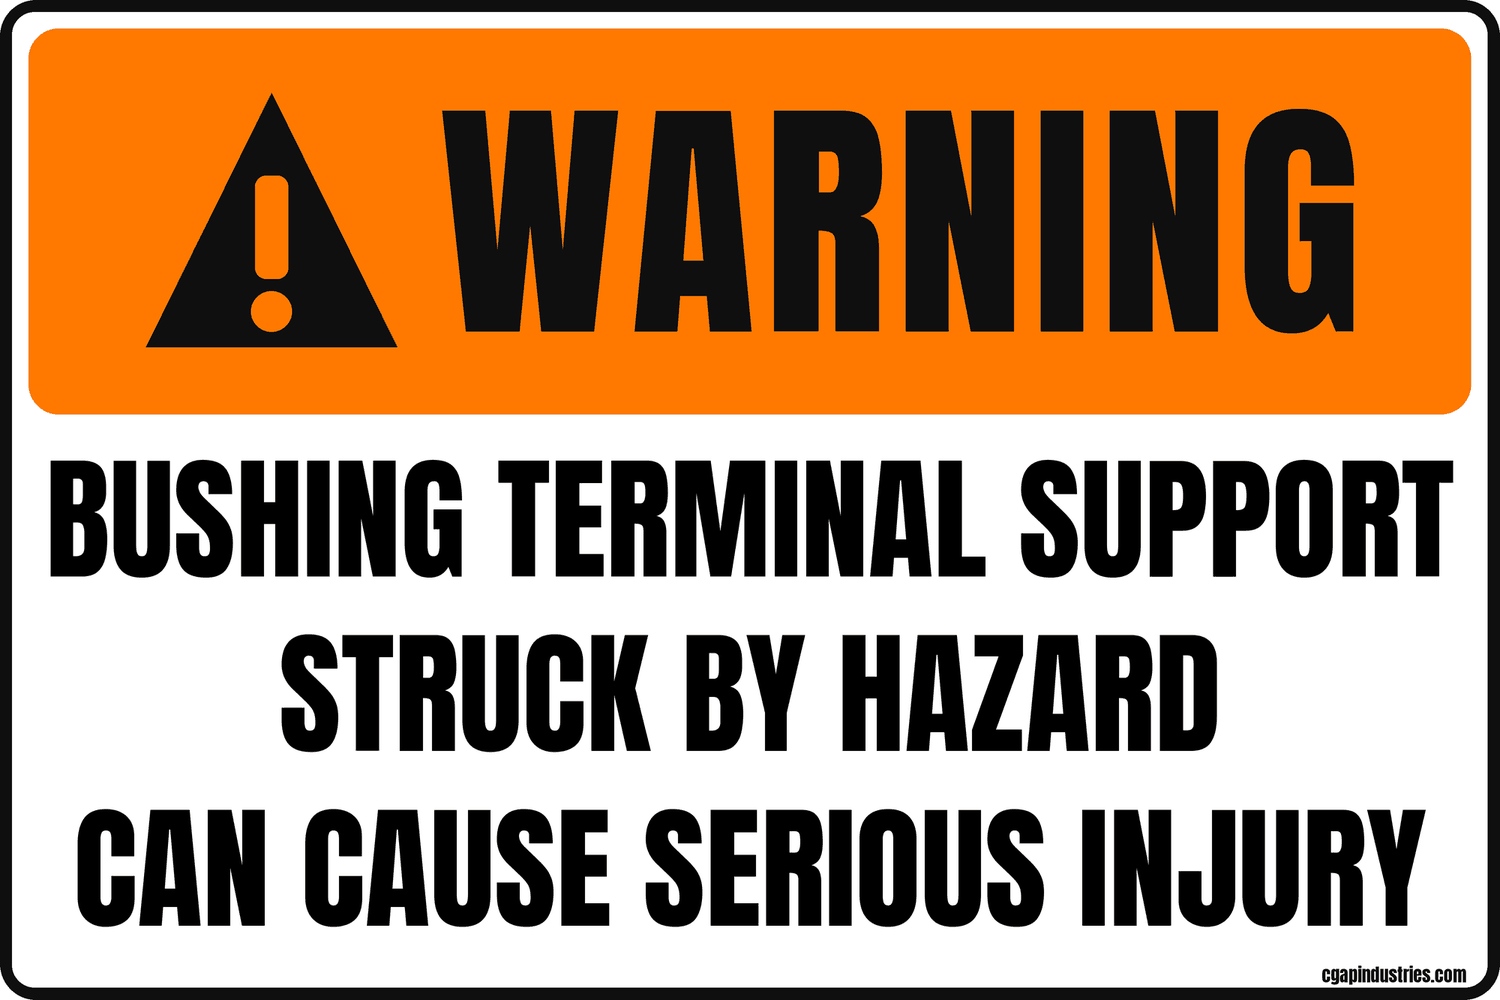 WARNING
BUSHING TERMINAL SUPPORT
STRUCK BY HAZARD
CAN CAUSE SERIOUS INJURY
cgapindustries.com